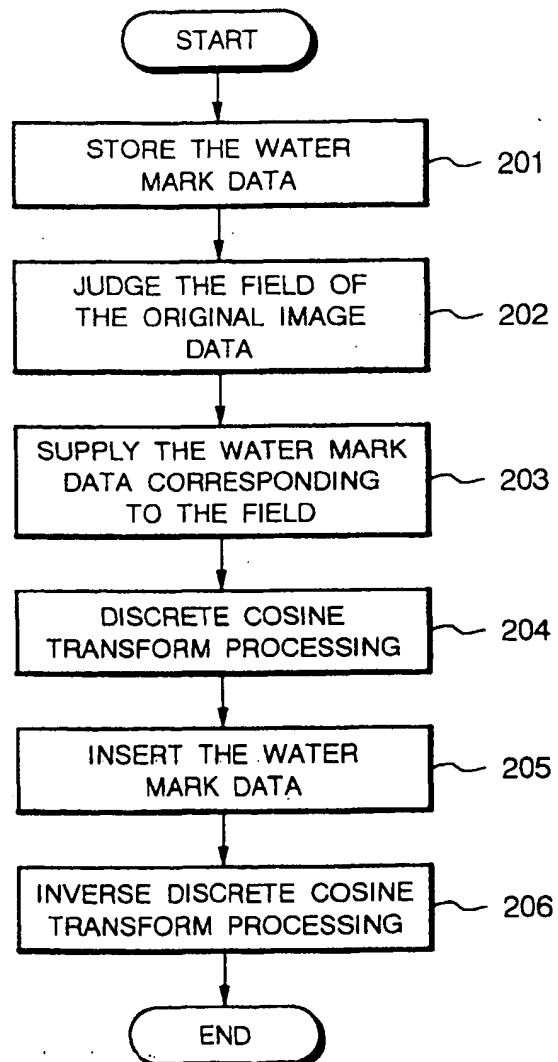 START
STORE THE WATER
MARK DATA
201
JUDGE THE FIELD OF
THE ORIGINAL IMAGE
DATA
202
SUPPLY THE WATER MARK
DATA CORRESPONDING
TO THE FIELD
203
DISCRETE COSINE
TRANSFORM PROCESSING
204
INSERT THE WATER
MARK DATA
205
INVERSE DISCRETE COSINE
TRANSFORM PROCESSING
206
END